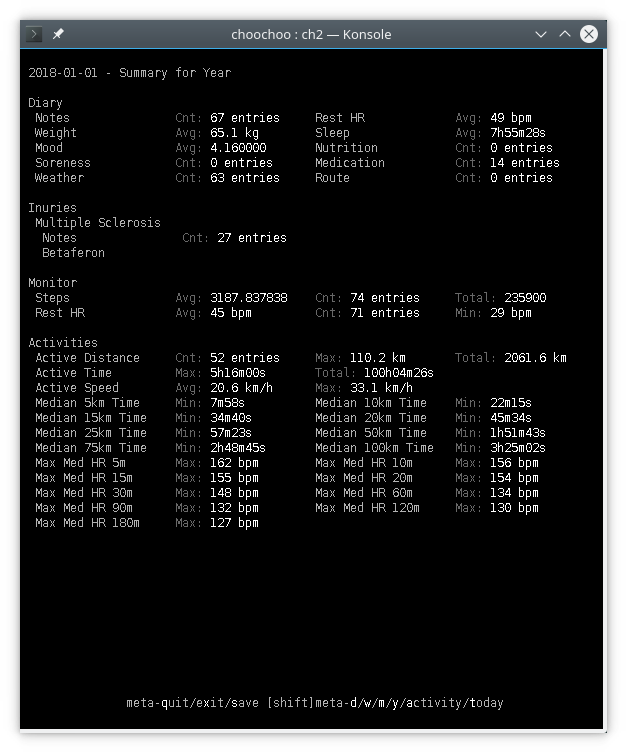 choochoo : ch2 — Konsole
2018-01-01 - Summary for Year
Diary
Notes Cnt: 67 entries Rest HR Avg: 49 bpm
Weight Avg: 65.1 kg Sleep Avg: 7h55m28s
Mood Avg: 4.160000 Nutrition Cnt: 0 entries
Soreness Cnt: 0 entries Medication Cnt: 14 entries
Weather Cnt: 63 entries Route Cnt: 0 entries
Inuries
Multiple Sclerosis
Notes Cnt: 27 entries
Betaferon
Monitor
Steps Avg: 3187.837838 Cnt: 74 entries Total: 235900
Rest HR Avg: 45 bpm Cnt: 71 entries Min: 29 bpm
Activities
Active Distance Cnt: 52 entries Max: 110.2 km Total: 2061.6 km
Active Time Max: 5h16m00s Total: 100h04m26s
Active Speed Avg: 20.6 km/h Max: 33.1 km/h
Median 5km Time Min: 7m58s Median 10km Time Min: 22m15s
Median 15km Time Min: 34m40s Median 20km Time Min: 45m34s
Median 25km Time Min: 57m23s Median 50km Time Min: 1h51m43s
Median 75km Time Min: 2h48m45s Median 100km Time Min: 3h25m02s
Max Med HR 5m Max: 162 bpm Max Med HR 10m Max: 156 bpm
Max Med HR 15m Max: 155 bpm Max Med HR 20m Max: 154 bpm
Max Med HR 30m Max: 148 bpm Max Med HR 60m Max: 134 bpm
Max Med HR 90m Max: 132 bpm Max Med HR 120m Max: 130 bpm
Max Med HR 180m Max: 127 bpm
meta-quit/exit/save [shift]meta-d/w/m/y/activity/today